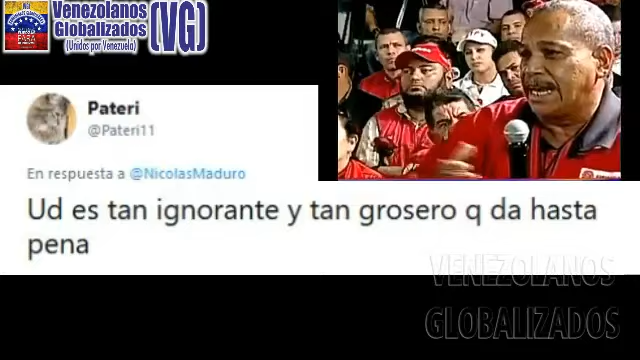 Venezolanos
Globalizados
(Unidos por Venezuela)
(VG)
Pateri
@Pateri11
En respuesta a @NicolasMaduro
Ud es tan ignorante y tan grosero q da hasta
pena
VENEZOLANOS
GLOBALIZADOS